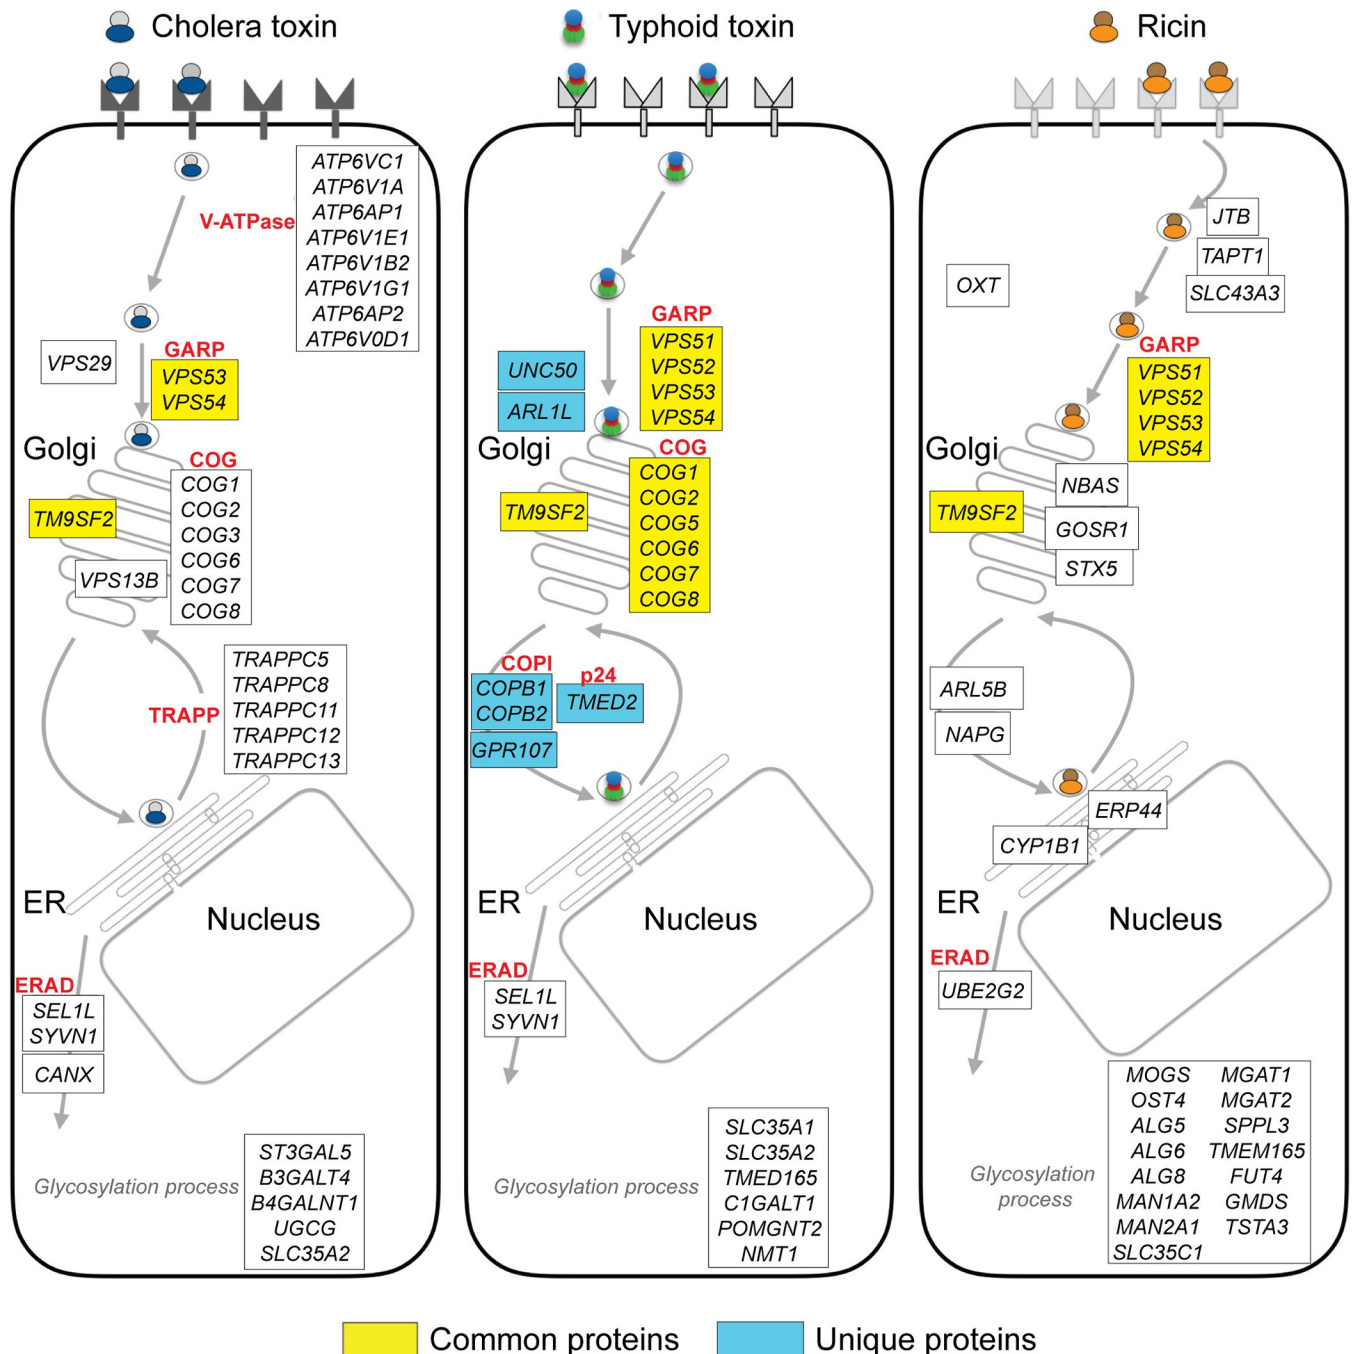 Cholera toxin
Typhoid toxin
Ricin
ATP6VC1
ATP6V1A
V-ATPase
ATP6AP1
ATP6V1E1
ATP6V1B2
ATP6V1G1
ATP6AP2
ATP6V0D1
VPS29
GARP
VPS53
VPS54
Golgi
COG
COG1
COG2
COG3
COG6
COG7
COG8
TM9SF2
VPS13B
TRAPP
TRAPPC5
TRAPPC8
TRAPPC11
TRAPPC12
TRAPPC13
ER
Nucleus
ERAD
SEL1L
SYVN1
CANX
Glycosylation process
ST3GAL5
B3GALT4
B4GALNT1
UGCG
SLC35A2
GARP
VPS51
VPS52
VPS53
VPS54
UNC50
ARL1L
Golgi
COG
COG1
COG2
COG5
COG6
COG7
COG8
TM9SF2
COPI
COPB1
COPB2
GPR107
p24
TMED2
ER
Nucleus
ERAD
SEL1L
SYVN1
Glycosylation process
SLC35A1
SLC35A2
TMED165
C1GALT1
POMGNT2
NMT1
JTB
TAPT1
SLC43A3
OXT
GARP
VPS51
VPS52
VPS53
VPS54
Golgi
NBAS
TM9SF2
GOSR1
STX5
ARL5B
NAPG
ERP44
CYP1B1
ER
Nucleus
ERAD
UBE2G2
Glycosylation
process
MOGS MGAT1
OST4 MGAT2
ALG5 SPPL3
ALG6 TMEM165
ALG8 FUT4
MAN1A2 GMDS
MAN2A1 TSTA3
SLC35C1
Common proteins
Unique proteins